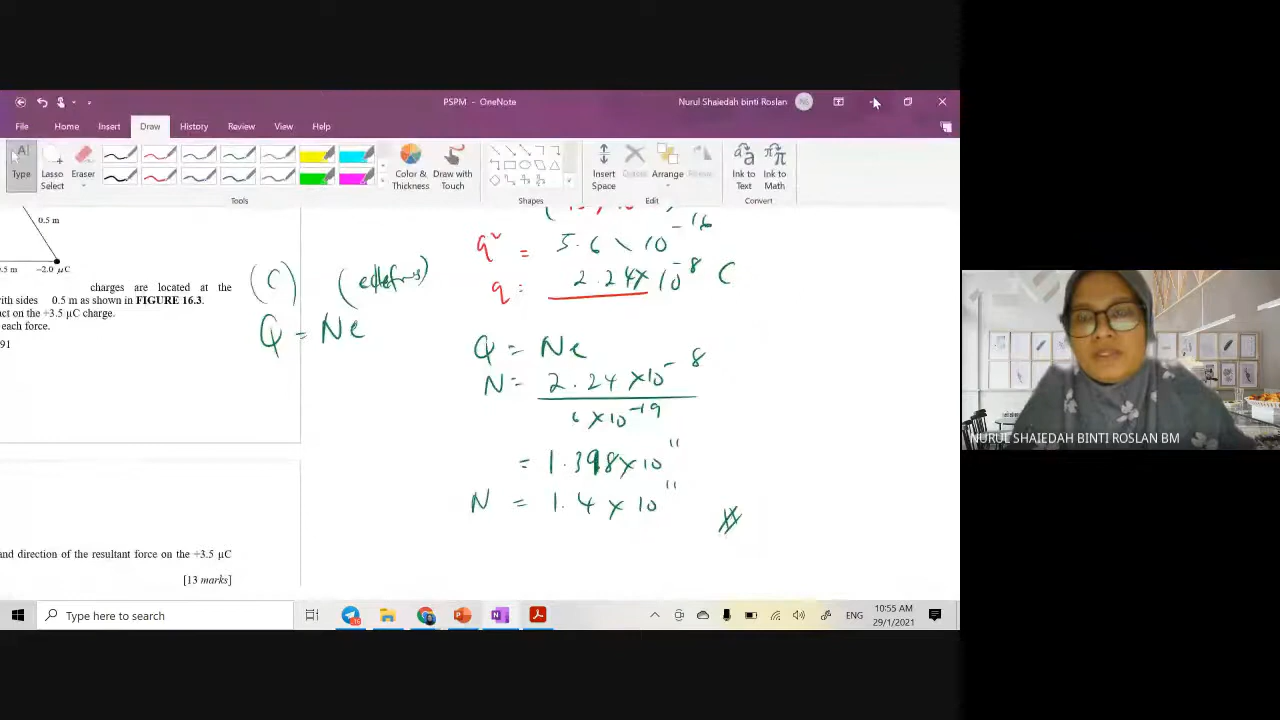 PSPM - OneNote
Nurul Shaiedah binti Roslan
NS
File Home Insert Draw History Review View Help
Type
Lasso Select
Eraser
Color & Thickness
Draw with Touch
Insert Space
Arrange
Ink to Text
Ink to Math
Tools
Shapes
Edit
Convert
0.5 m
.5 m
−2.0 µC
charges are located at the
with sides 0.5 m as shown in FIGURE 16.3.
act on the +3.5 µC charge.
each force.
91
(C)
Q = Ne
q² = 5.6 × 10⁻¹⁶
q = 2.24 × 10⁻⁸ C
Q = Ne
N = 2.24 × 10⁻⁸
6 × 10⁻¹⁹
= 1.398 × 10¹¹
N = 1.4 × 10¹¹
and direction of the resultant force on the +3.5 µC
[13 marks]
NURUL SHAIEDAH BINTI ROSLAN BM
Type here to search
ENG
10:55 AM
29/1/2021